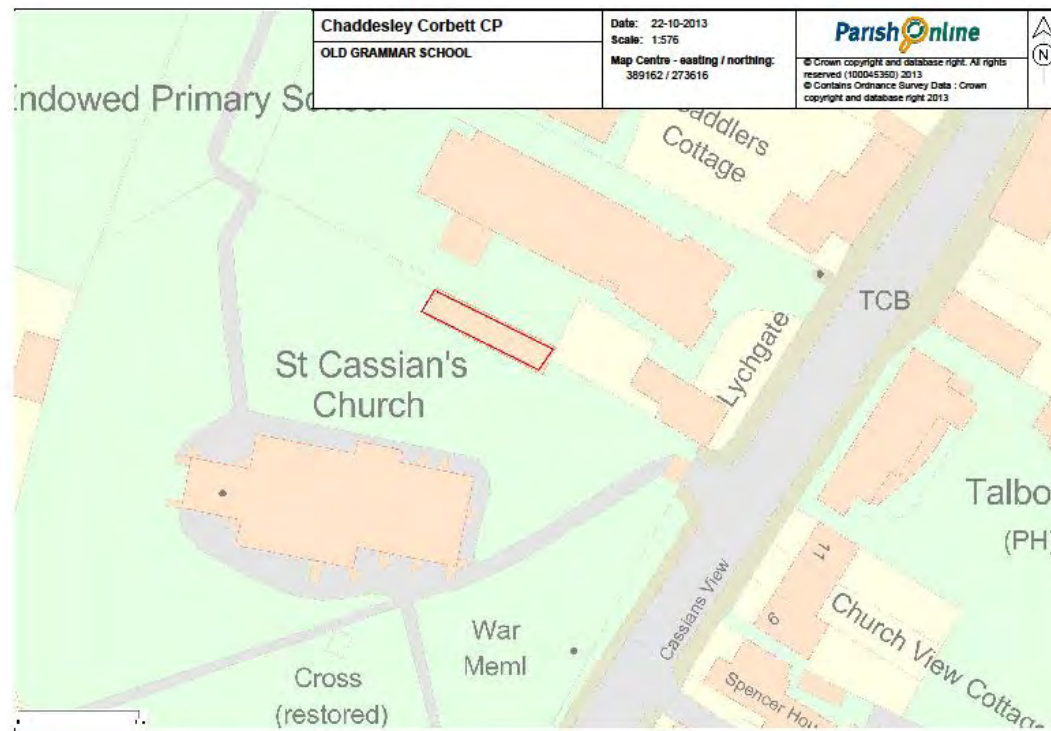 Chaddesley Corbett CP
OLD GRAMMAR SCHOOL
Date: 22-10-2013
Scale: 1:576
Map Centre - easting / northing:
389162 / 273616
Parish Online
© Crown copyright and database right. All rights
reserved (100045350) 2013
© Contains Ordnance Survey Data : Crown
copyright and database right 2013
N
Endowed Primary School
Saddlers
Cottage
TCB
Lychgate
St Cassian's
Church
Talbo
(PH)
11
9
Cassians View
Church View Cottage
War
Meml
Cross
(restored)
Spencer Hou